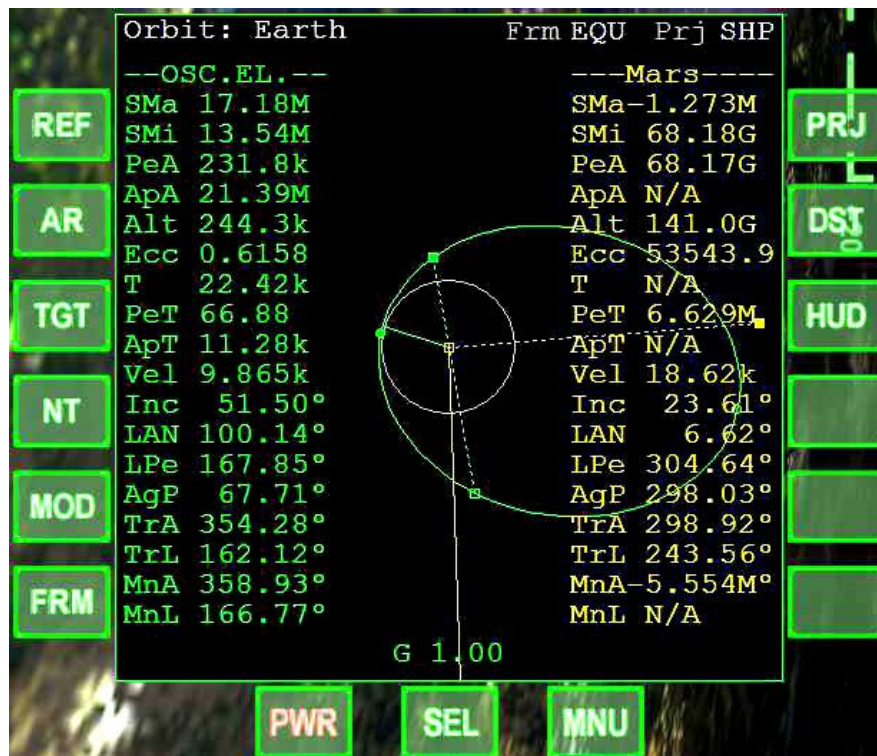 Orbit: Earth Frm EQU Prj SHP
--OSC.EL.--
SMa 17.18M
SMi 13.54M
PeA 231.8k
ApA 21.39M
Alt 244.3k
Ecc 0.6158
T 22.42k
PeT 66.88
ApT 11.28k
Vel 9.865k
Inc 51.50°
LAN 100.14°
LPe 167.85°
AgP 67.71°
TrA 354.28°
TrL 162.12°
MnA 358.93°
MnL 166.77°
---Mars----
SMa-1.273M
SMi 68.18G
PeA 68.17G
ApA N/A
Alt 141.0G
Ecc 53543.9
T N/A
PeT 6.629M
ApT N/A
Vel 18.62k
Inc 23.61°
LAN 6.62°
LPe 304.64°
AgP 298.03°
TrA 298.92°
TrL 243.56°
MnA-5.554M°
MnL N/A
G 1.00
REF
AR
TGT
NT
MOD
FRM
PRJ
DST
HUD
PWR
SEL
MNU